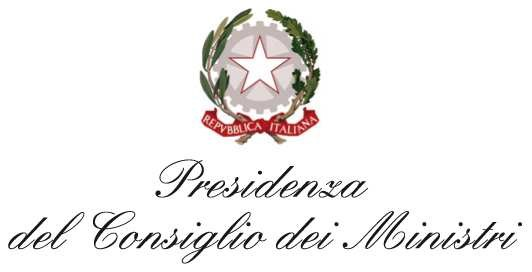 REPVBBLICA ITALIANA
Presidenza
del Consiglio dei Ministri